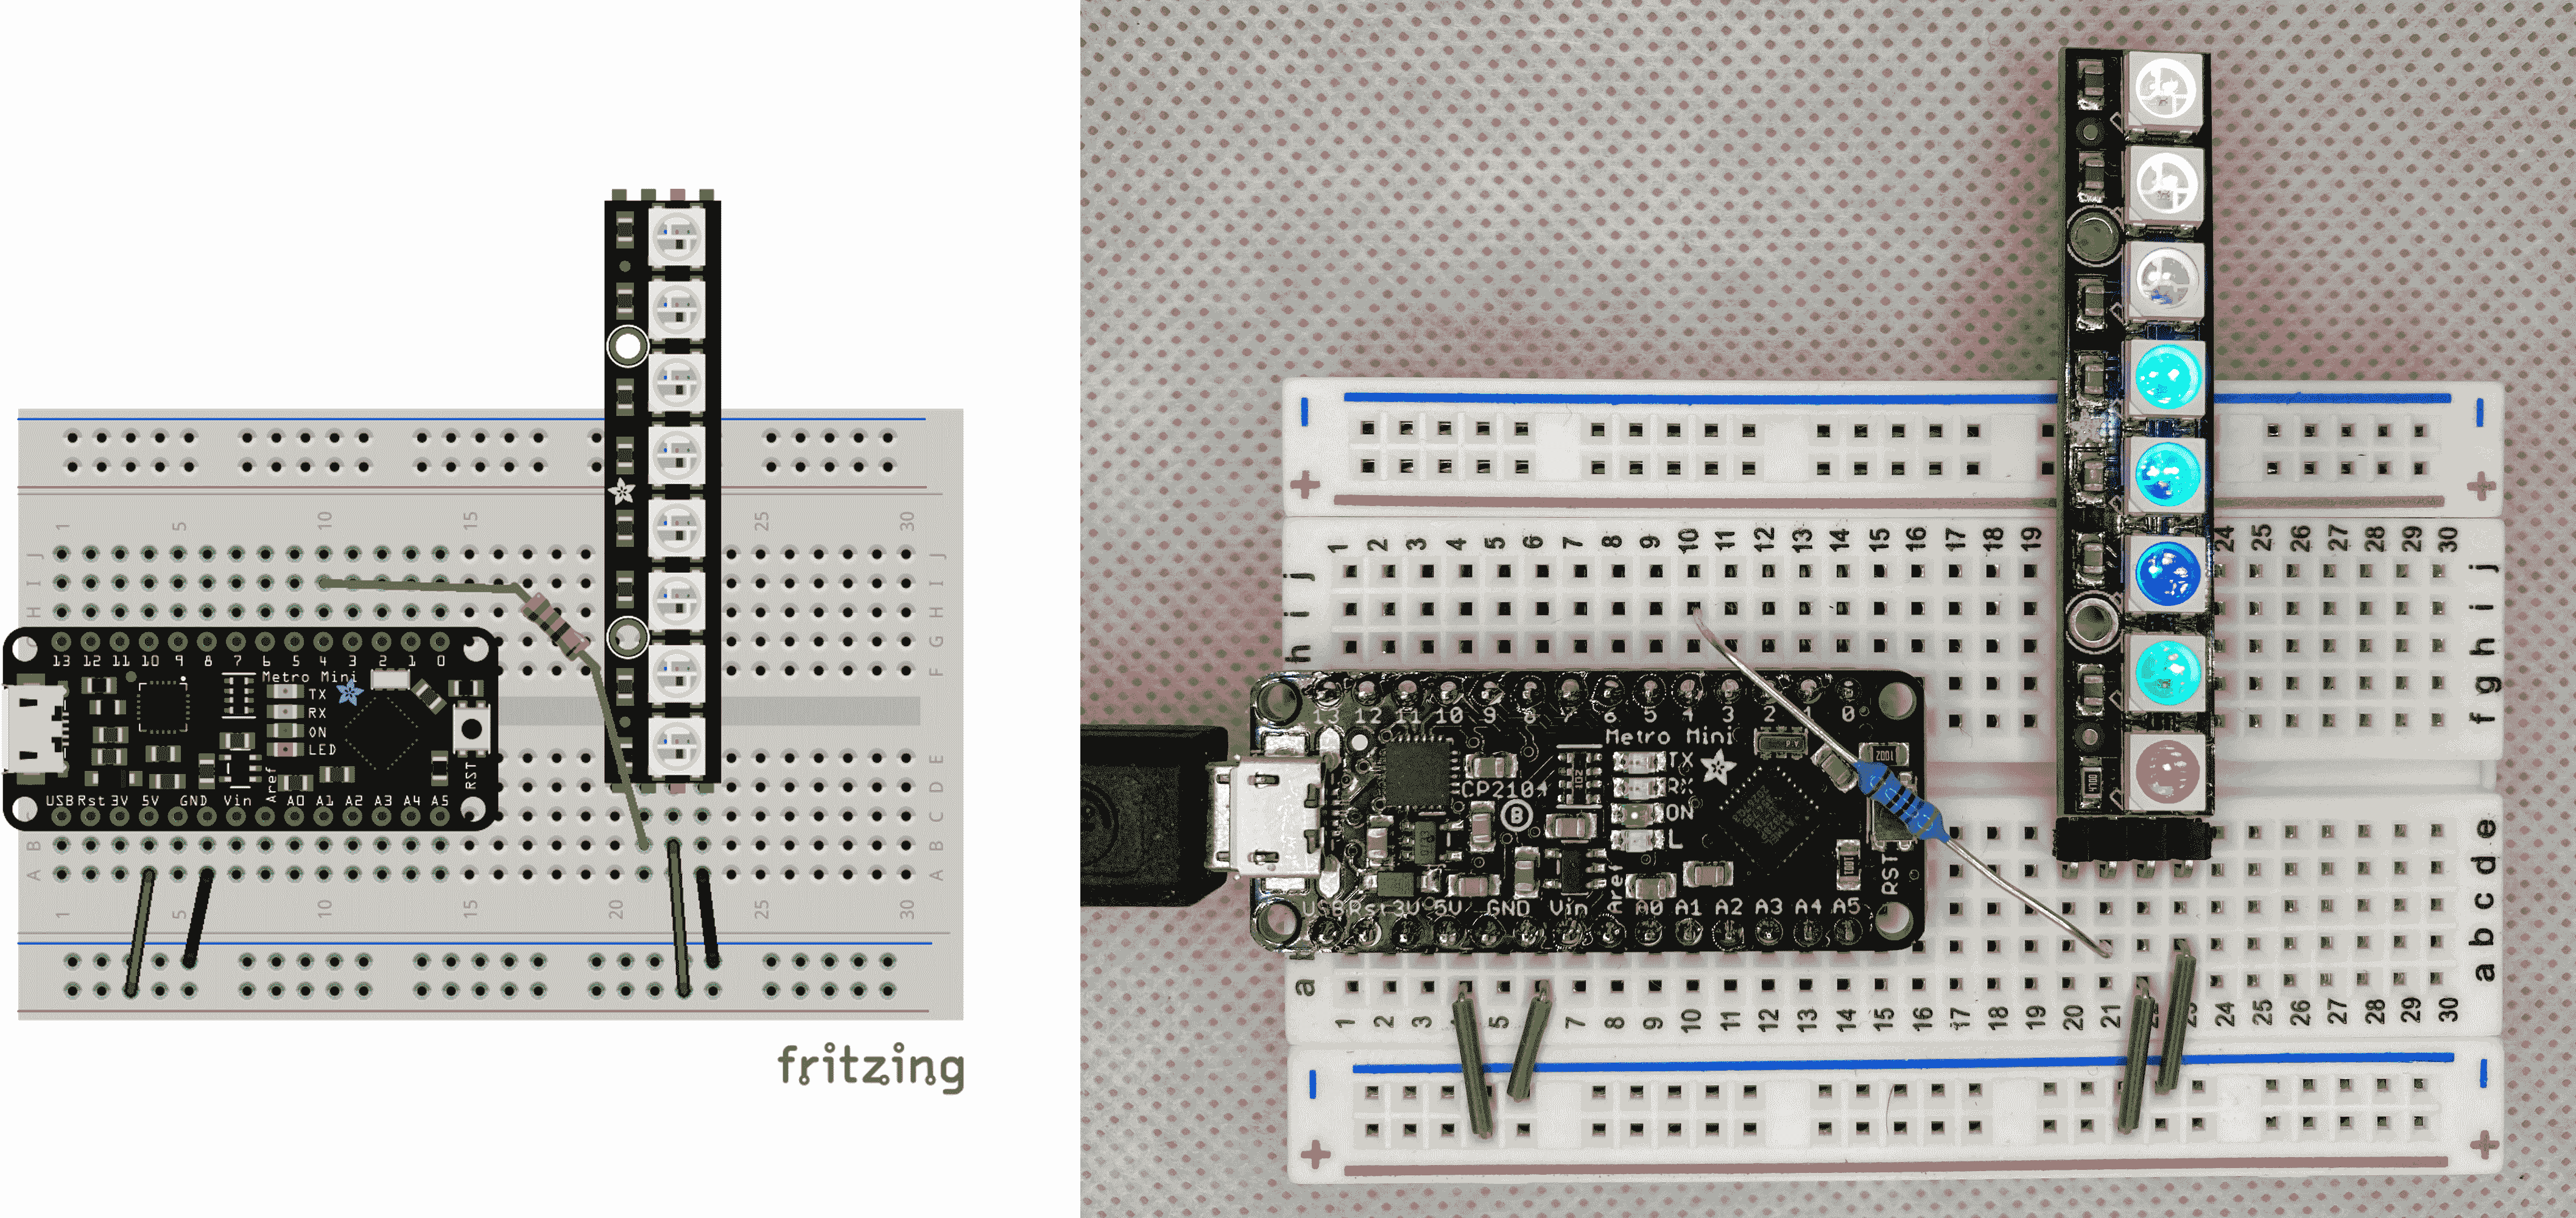 1 5 10 15 25 30
J J
I I
H H
G G
F F
13 12 11 10 9 8 7 6 5 4 3 2 1 0
Metro Mini
TX
RX
ON
LED
Aref
RST
USB Rst 3V 5V GND Vin A0 A1 A2 A3 A4 A5
E
D
C
B B
A A
1 5 10 15 20 25 30
fritzing
- -
+ +
1 2 3 4 5 6 7 8 9 10 11 12 13 14 15 16 17 18 19 24 25 26 27 28 29 30
j j
i i
h h
g
f
13 12 11 10 9 8 7 6 5 4 3 2 1 0
Metro Mini
TX
RX
ON
L
CP2104
B
102
1002
1001
Aref
RST
USB Rst 3V 5V GND Vin A0 A1 A2 A3 A4 A5
e
d
c
b
a a
1 2 3 5 6 7 8 9 10 11 12 13 14 15 16 17 18 19 20 21 23 24 25 26 27 28 29 30
- -
+ +